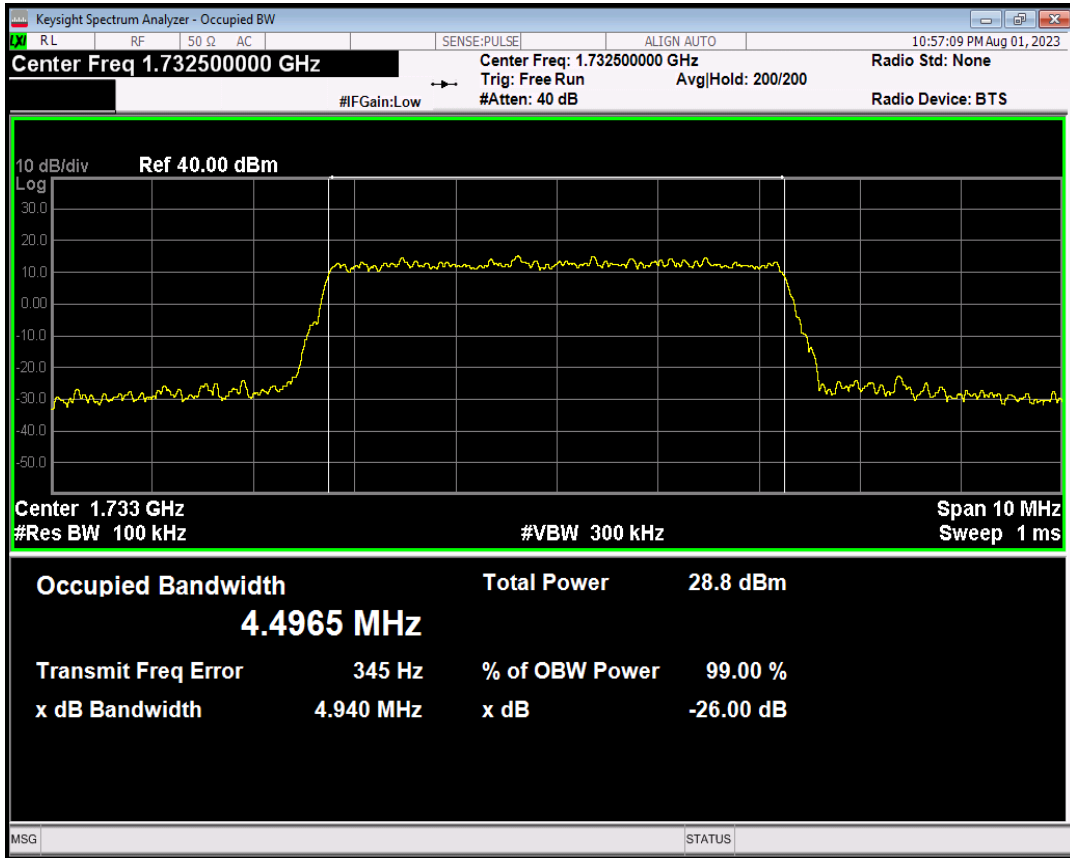 Keysight Spectrum Analyzer - Occupied BW
LXI RL RF 50 Ω AC SENSE:PULSE ALIGN AUTO 10:57:09 PM Aug 01, 2023
Center Freq 1.732500000 GHz
Center Freq: 1.732500000 GHz
Radio Std: None
Trig: Free Run Avg|Hold: 200/200
#IFGain:Low #Atten: 40 dB
Radio Device: BTS
10 dB/div Ref 40.00 dBm
Log
30.0
20.0
10.0
0.00
-10.0
-20.0
-30.0
-40.0
-50.0
Center 1.733 GHz Span 10 MHz
#Res BW 100 kHz #VBW 300 kHz Sweep 1 ms
Occupied Bandwidth Total Power 28.8 dBm
4.4965 MHz
Transmit Freq Error 345 Hz % of OBW Power 99.00 %
x dB Bandwidth 4.940 MHz x dB -26.00 dB
MSG STATUS